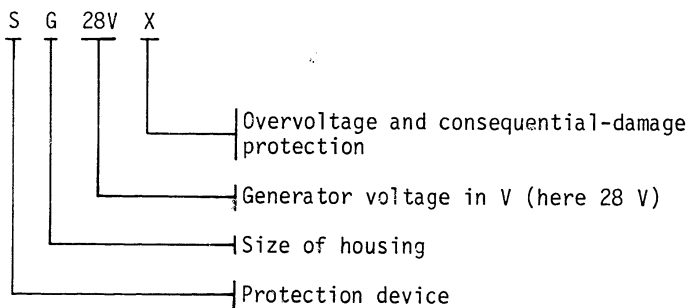 S G 28V X
Overvoltage and consequential-damage
protection
Generator voltage in V (here 28 V)
Size of housing
Protection device